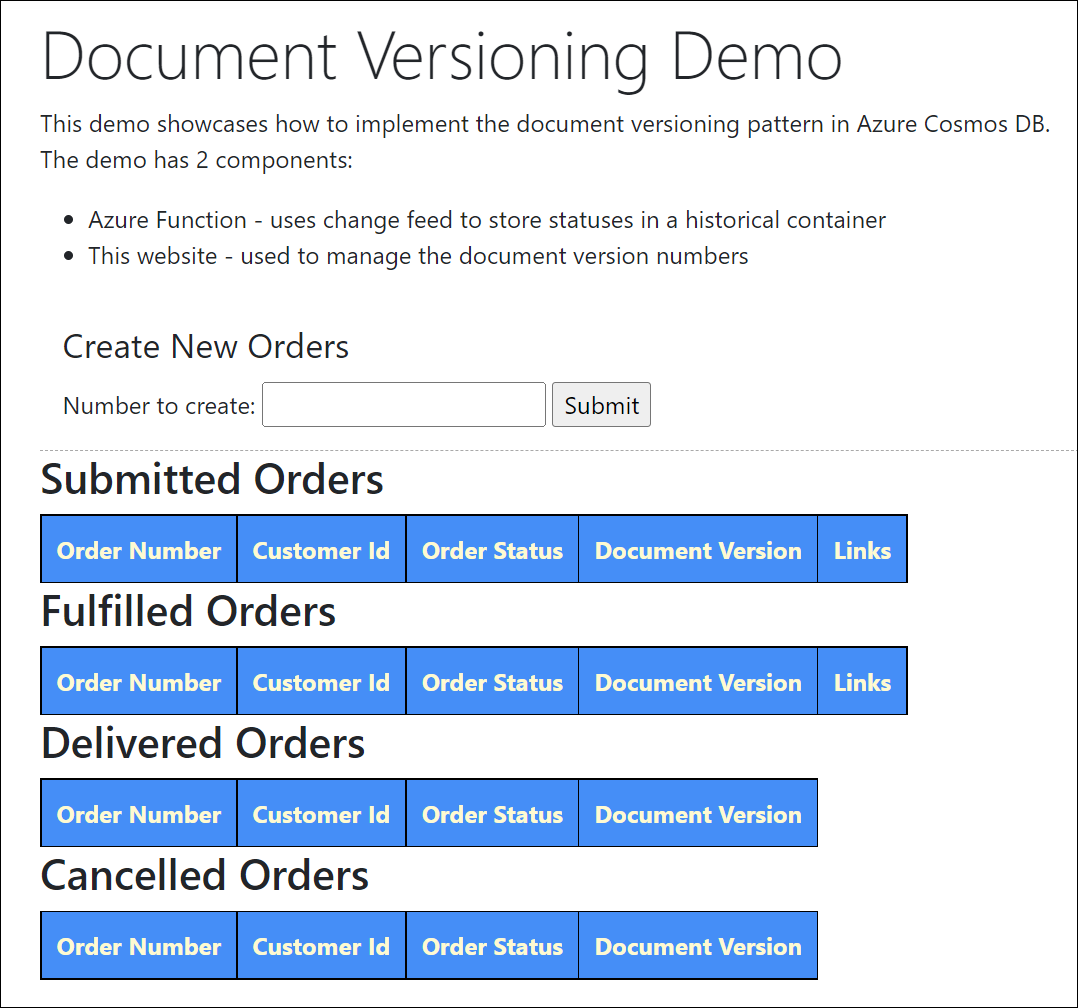 Document Versioning Demo
This demo showcases how to implement the document versioning pattern in Azure Cosmos DB.
The demo has 2 components:
• Azure Function - uses change feed to store statuses in a historical container
• This website - used to manage the document version numbers
Create New Orders
Number to create: Submit
Submitted Orders
Order Number Customer Id Order Status Document Version Links
Fulfilled Orders
Order Number Customer Id Order Status Document Version Links
Delivered Orders
Order Number Customer Id Order Status Document Version
Cancelled Orders
Order Number Customer Id Order Status Document Version